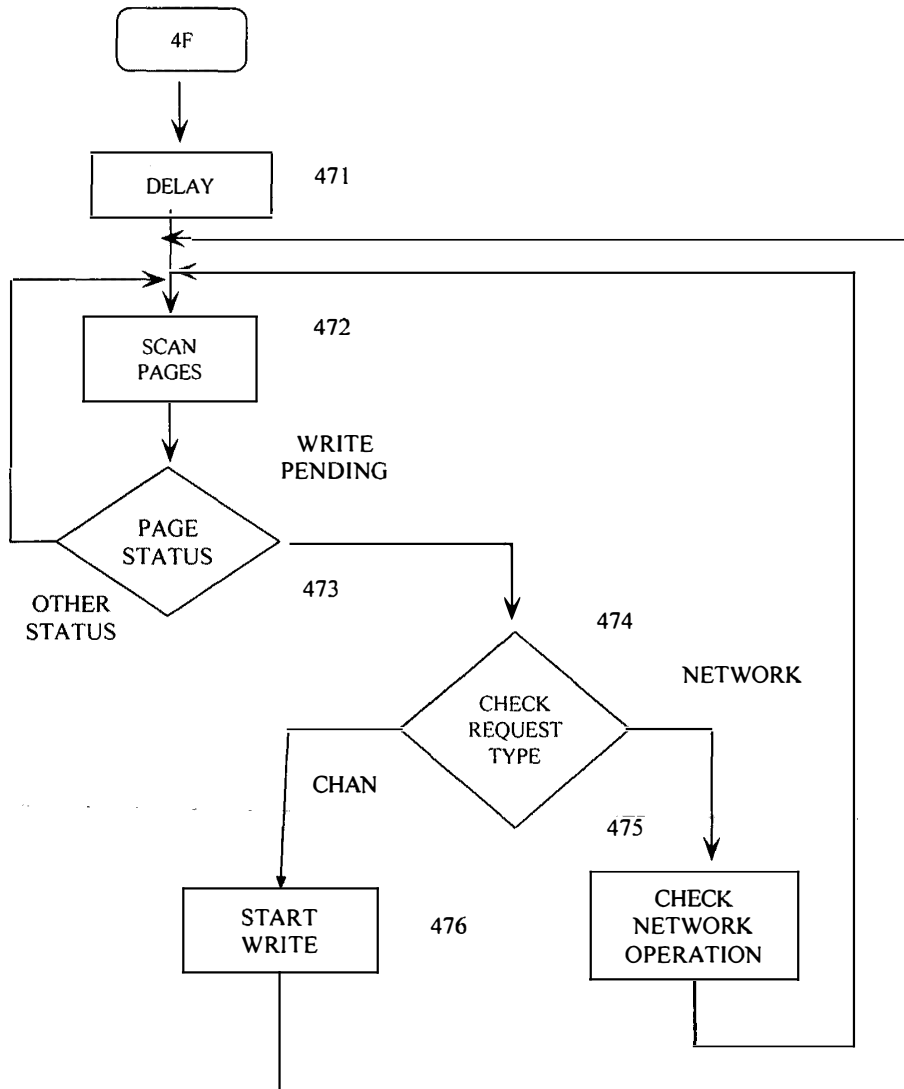 4F
DELAY
471
472
SCAN
PAGES
WRITE
PENDING
PAGE
STATUS
473
OTHER
STATUS
474
NETWORK
CHECK
REQUEST
TYPE
CHAN
475
START
WRITE
476
CHECK
NETWORK
OPERATION